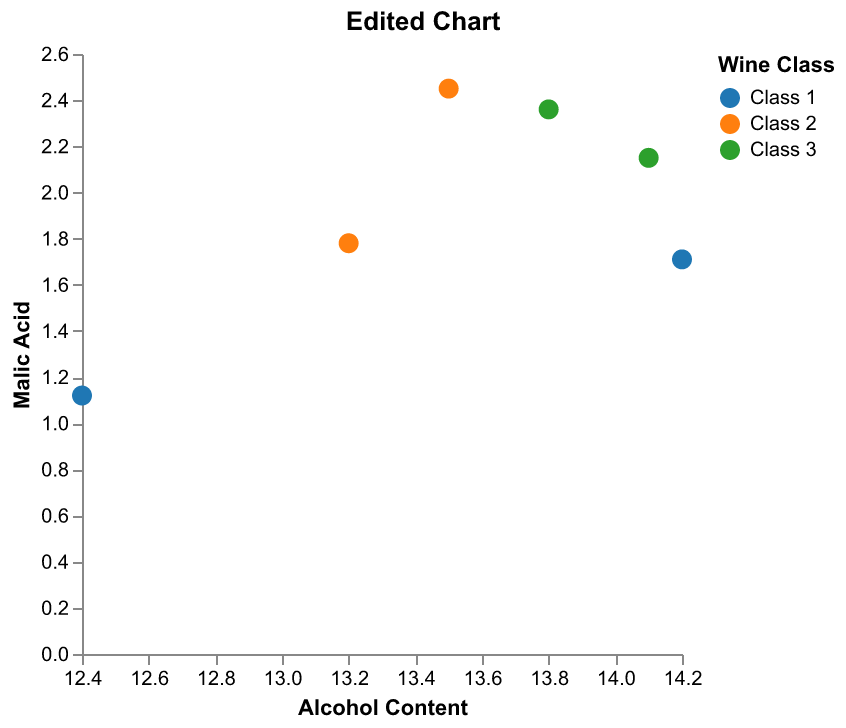 Edited Chart
Wine Class
Class 1
Class 2
Class 3
Malic Acid
2.6
2.4
2.2
2.0
1.8
1.6
1.4
1.2
1.0
0.8
0.6
0.4
0.2
0.0
12.4 12.6 12.8 13.0 13.2 13.4 13.6 13.8 14.0 14.2
Alcohol Content